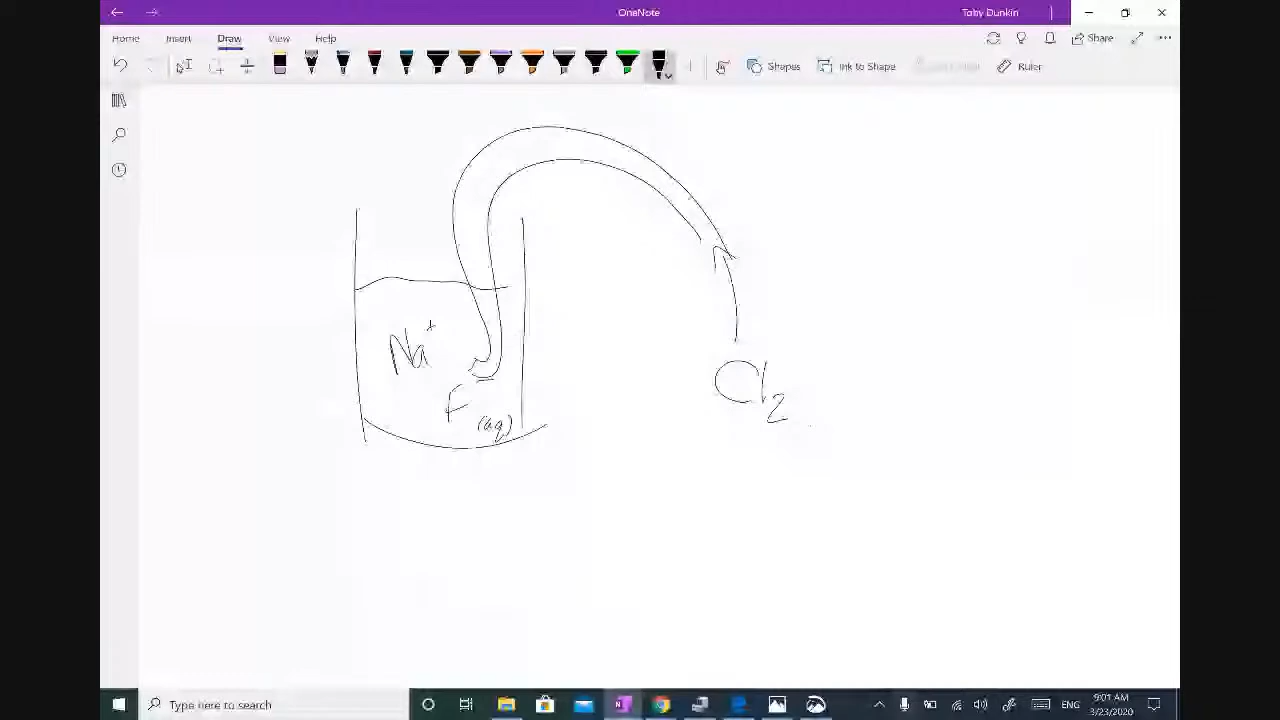 OneNote
Toby Dunkin
Home Insert Draw View Help
Share
Shapes Ink to Shape Ruler
Na+
F (aq)
Cl2
Type here to search
ENG
9:01 AM
3/23/2020